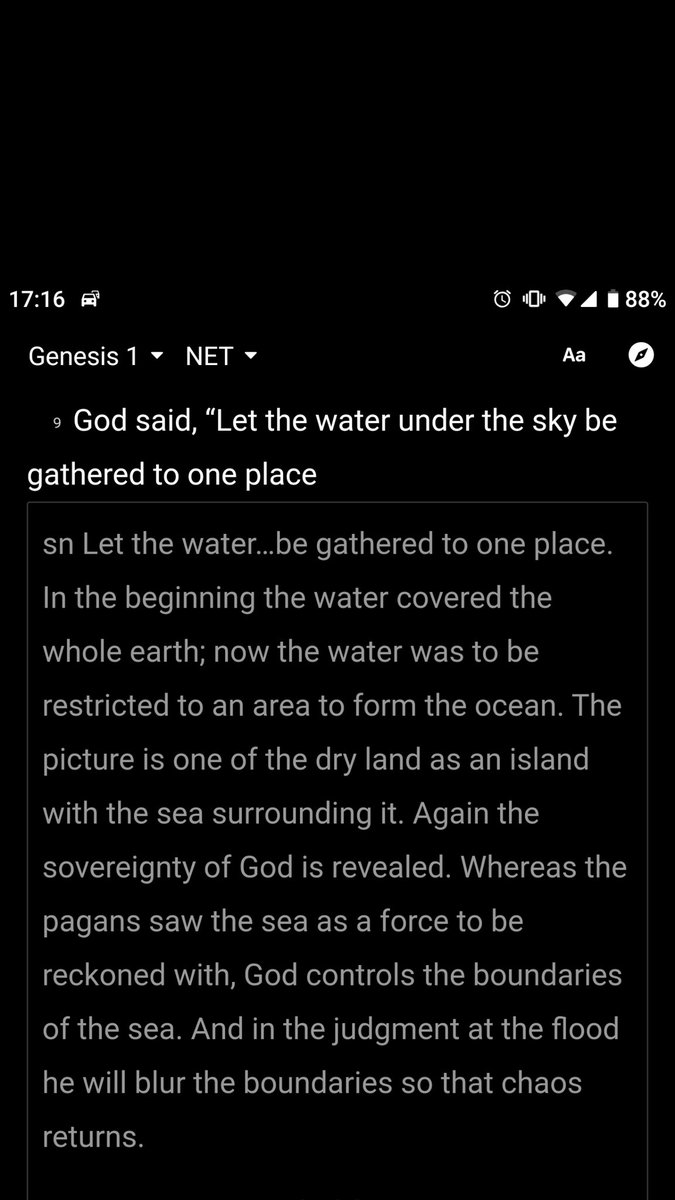 17:16 88%
Genesis 1 NET Aa
9 God said, “Let the water under the sky be
gathered to one place
sn Let the water…be gathered to one place.
In the beginning the water covered the
whole earth; now the water was to be
restricted to an area to form the ocean. The
picture is one of the dry land as an island
with the sea surrounding it. Again the
sovereignty of God is revealed. Whereas the
pagans saw the sea as a force to be
reckoned with, God controls the boundaries
of the sea. And in the judgment at the flood
he will blur the boundaries so that chaos
returns.